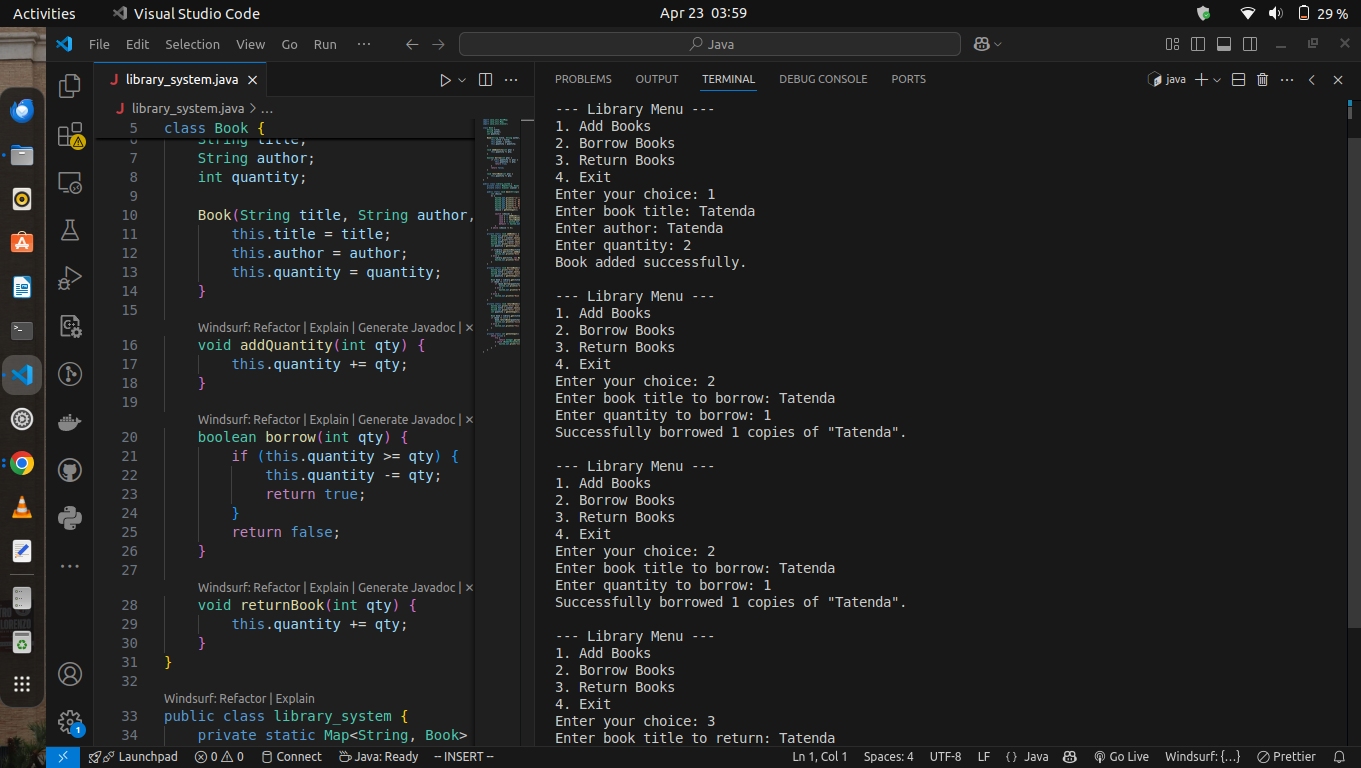 Activities Visual Studio Code Apr 23 03:59 29 %
File Edit Selection View Go Run ··· Java
library_system.java
library_system.java > ...
5 class Book {
6 String title;
7 String author;
8 int quantity;
9
10 Book(String title, String author,
11 this.title = title;
12 this.author = author;
13 this.quantity = quantity;
14 }
15
Windsurf: Refactor | Explain | Generate Javadoc | ×
16 void addQuantity(int qty) {
17 this.quantity += qty;
18 }
19
Windsurf: Refactor | Explain | Generate Javadoc | ×
20 boolean borrow(int qty) {
21 if (this.quantity >= qty) {
22 this.quantity -= qty;
23 return true;
24 }
25 return false;
26 }
27
Windsurf: Refactor | Explain | Generate Javadoc | ×
28 void returnBook(int qty) {
29 this.quantity += qty;
30 }
31 }
32
Windsurf: Refactor | Explain
33 public class library_system {
34 private static Map<String, Book>
PROBLEMS OUTPUT TERMINAL DEBUG CONSOLE PORTS java
--- Library Menu ---
1. Add Books
2. Borrow Books
3. Return Books
4. Exit
Enter your choice: 1
Enter book title: Tatenda
Enter author: Tatenda
Enter quantity: 2
Book added successfully.
--- Library Menu ---
1. Add Books
2. Borrow Books
3. Return Books
4. Exit
Enter your choice: 2
Enter book title to borrow: Tatenda
Enter quantity to borrow: 1
Successfully borrowed 1 copies of "Tatenda".
--- Library Menu ---
1. Add Books
2. Borrow Books
3. Return Books
4. Exit
Enter your choice: 2
Enter book title to borrow: Tatenda
Enter quantity to borrow: 1
Successfully borrowed 1 copies of "Tatenda".
--- Library Menu ---
1. Add Books
2. Borrow Books
3. Return Books
4. Exit
Enter your choice: 3
Enter book title to return: Tatenda
1
Launchpad 0 0 Connect Java: Ready -- INSERT -- Ln 1, Col 1 Spaces: 4 UTF-8 LF {} Java Go Live Windsurf: {...} Prettier